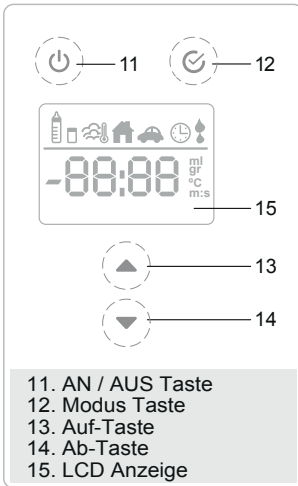 11
12
-88:88
ml
gr
°C
m:s
15
13
14
11. AN / AUS Taste
12. Modus Taste
13. Auf-Taste
14. Ab-Taste
15. LCD Anzeige